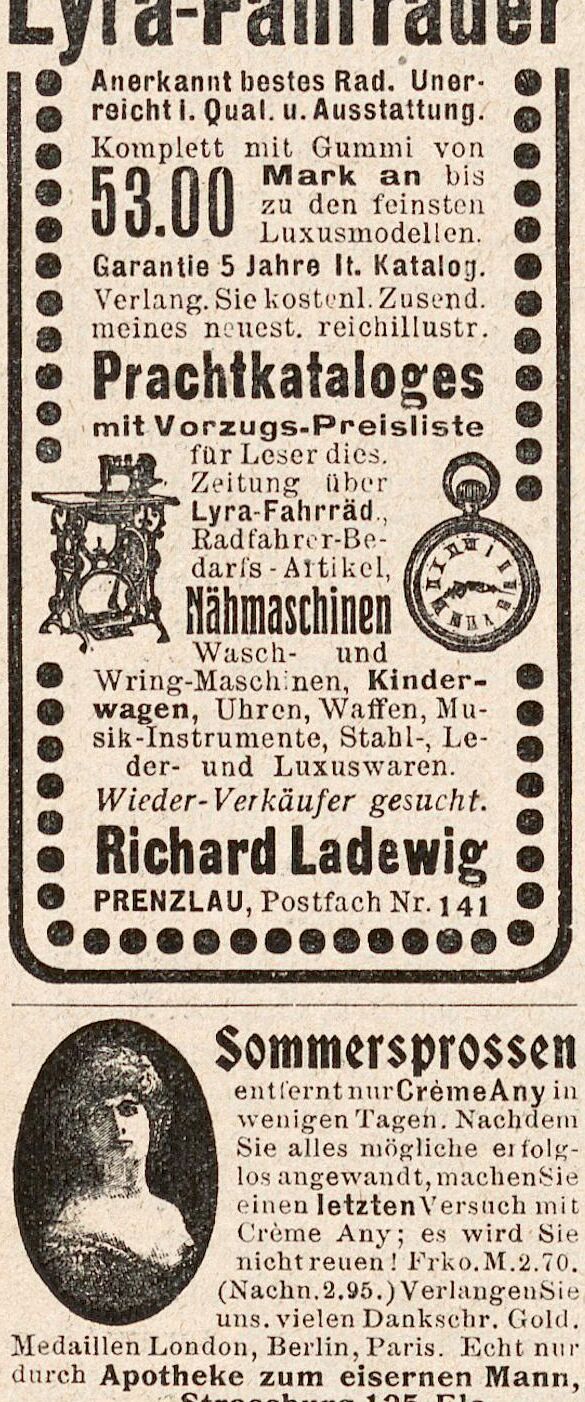 Lyra-Fahrräder
Anerkannt bestes Rad. Uner-
reicht i. Qual. u. Ausstattung.
Komplett mit Gummi von
53.00 Mark an bis
zu den feinsten
Luxusmodellen.
Garantie 5 Jahre lt. Katalog.
Verlang. Sie kostenl. Zusend.
meines neuest. reichillustr.
Prachtkataloges
mit Vorzugs-Preisliste
für Leser dies.
Zeitung über
Lyra-Fahrräd.,
Radfahrer-Be-
darfs-Artikel,
Nähmaschinen
Wasch- und
Wring-Maschinen, Kinder-
wagen, Uhren, Waffen, Mu-
sik-Instrumente, Stahl-, Le-
der- und Luxuswaren.
Wieder-Verkäufer gesucht.
Richard Ladewig
PRENZLAU, Postfach Nr. 141
Sommersprossen
entfernt nur Crème Any in
wenigen Tagen. Nachdem
Sie alles mögliche erfolg-
los angewandt, machen Sie
einen letzten Versuch mit
Crème Any; es wird Sie
nicht reuen! Frko. M. 2.70.
(Nachn. 2.95.) Verlangen Sie
uns. vielen Dankschr. Gold.
Medaillen London, Berlin, Paris. Echt nur
durch Apotheke zum eisernen Mann,
Strassburg 125, Els.